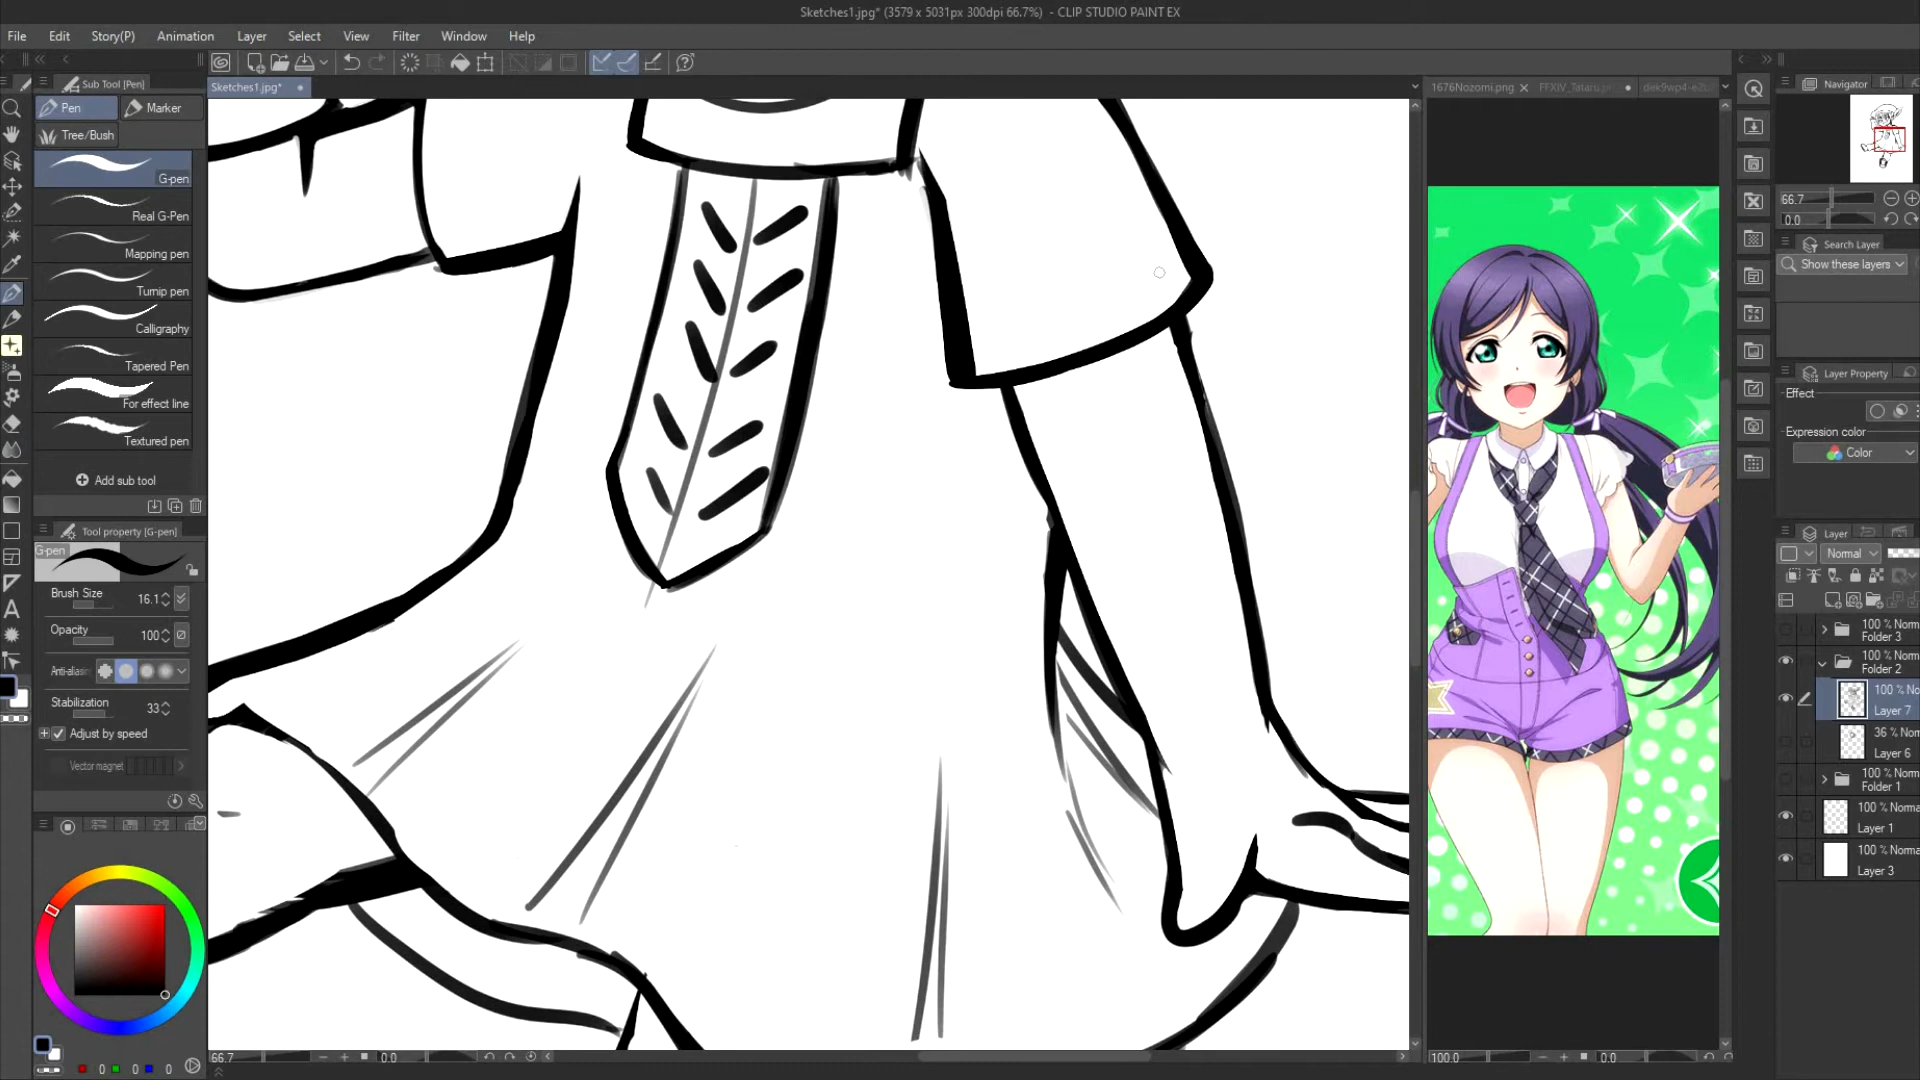 Sketches1.jpg* (3579 x 5031px 300dpi 66.7%) - CLIP STUDIO PAINT EX
File Edit Story(P) Animation Layer Select View Filter Window Help
Sub Tool [Pen]
Sketches1.jpg*
1676Nozomi.png
FFXIV_Tataru.p
Navigator
Pen
Marker
Tree/Bush
G-pen
Real G-Pen
Mapping pen
Turnip pen
Calligraphy
Tapered Pen
For effect line
Textured pen
Add sub tool
Tool property [G-pen]
G-pen
Brush Size 16.1
Opacity 100
Anti-alias
Stabilization 33
Adjust by speed
Vector magnet
0 0 0
66.7 0.0
100.0 0.0
66.7
0.0
Search Layer
Show these layers
Layer Property
Effect
Expression color
Color
Layer
Normal
100 % Norm
Folder 3
100 % Norm
Folder 2
100 % No
Layer 7
36 % Nom
Layer 6
100 % Norm
Folder 1
100 % Norma
Layer 1
100 % Norma
Layer 3